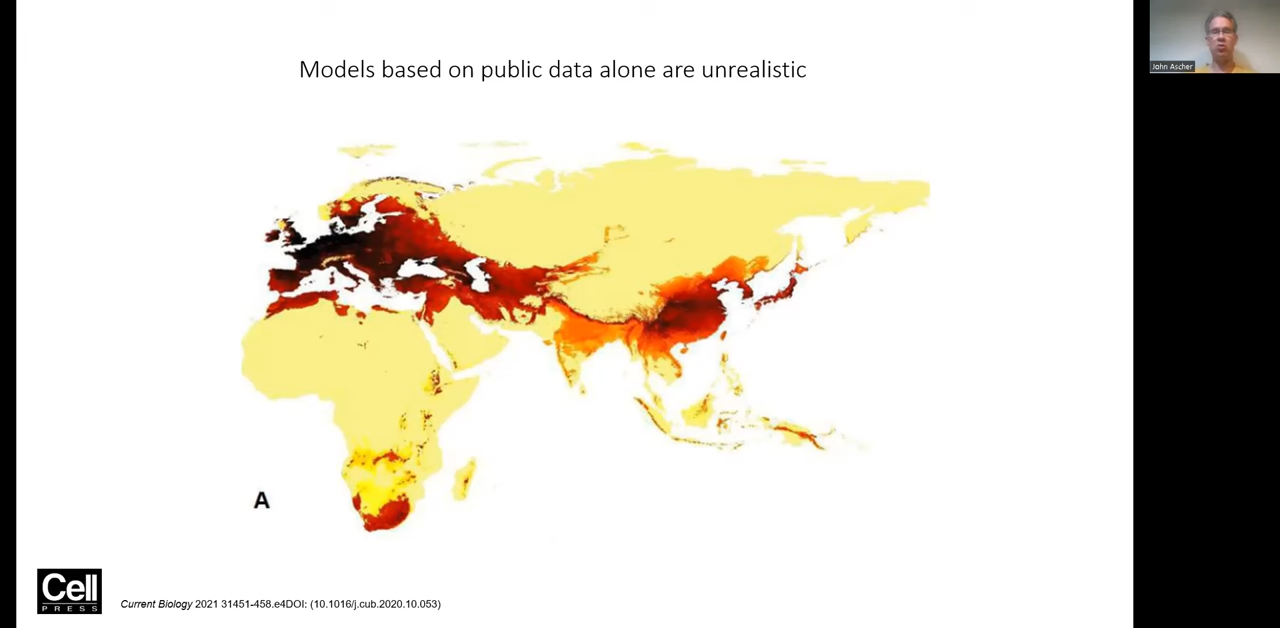 Models based on public data alone are unrealistic
John Ascher
A
Cell
PRESS
Current Biology 2021 31451-458.e4DOI: (10.1016/j.cub.2020.10.053)